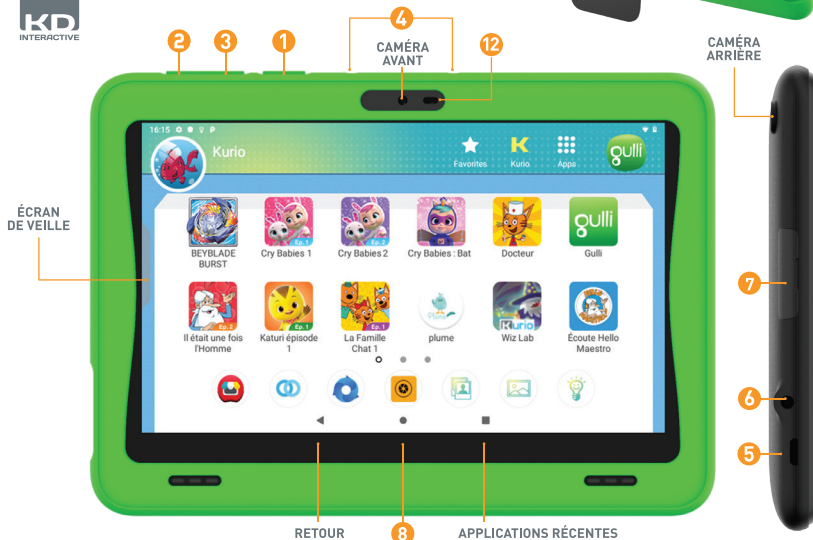 KD
INTERACTIVE
2
3
1
4
CAMÉRA
AVANT
12
CAMÉRA
ARRIÈRE
16:15
Kurio
Favorites
K
Kurio
Apps
gulli
ÉCRAN
DE VEILLE
Ep. 1
Ep. 2
gulli
BEYBLADE
BURST
Cry Babies 1
Cry Babies 2
Cry Babies : Bat
Docteur
Gulli
7
Ep. 2
Ep. 1
Ep. 1
plume
Kurio
Il était une fois
l'Homme
Katuri épisode
1
La Famille
Chat 1
plume
Wiz Lab
Écoute Hello
Maestro
6
5
RETOUR
8
APPLICATIONS RÉCENTES